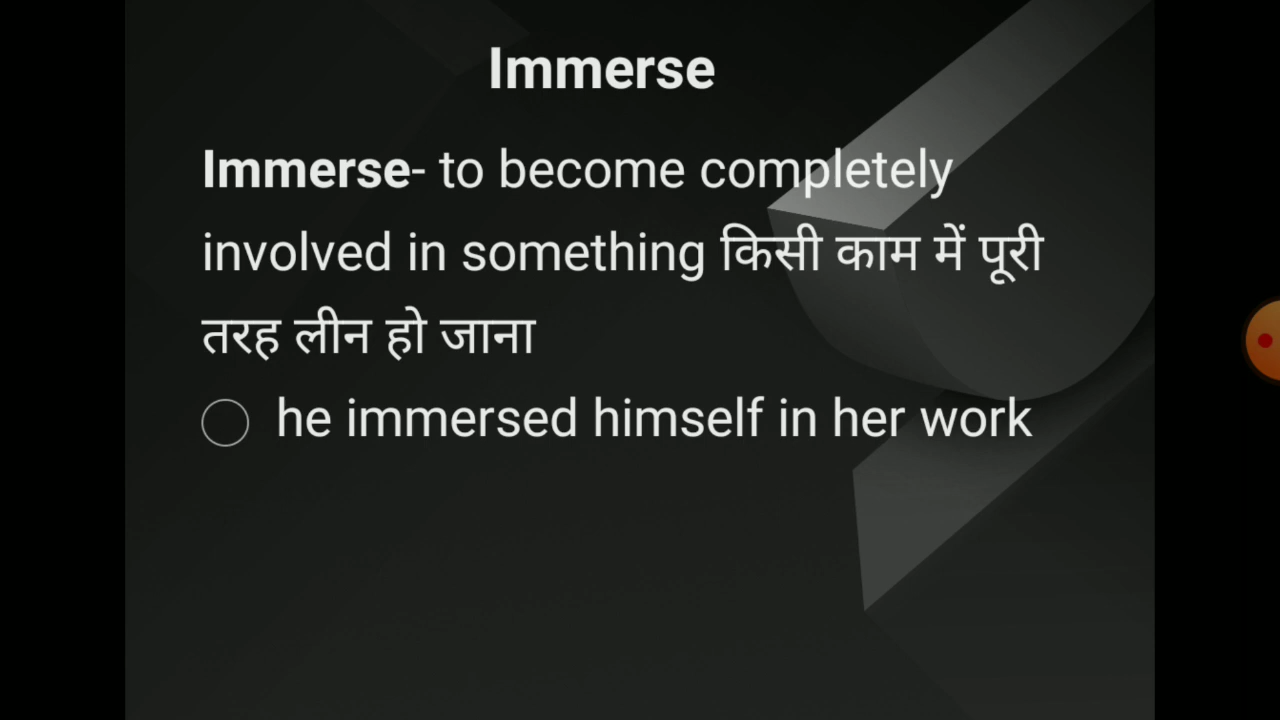 Immerse
Immerse- to become completely
involved in something किसी काम में पूरी
तरह लीन हो जाना
he immersed himself in her work